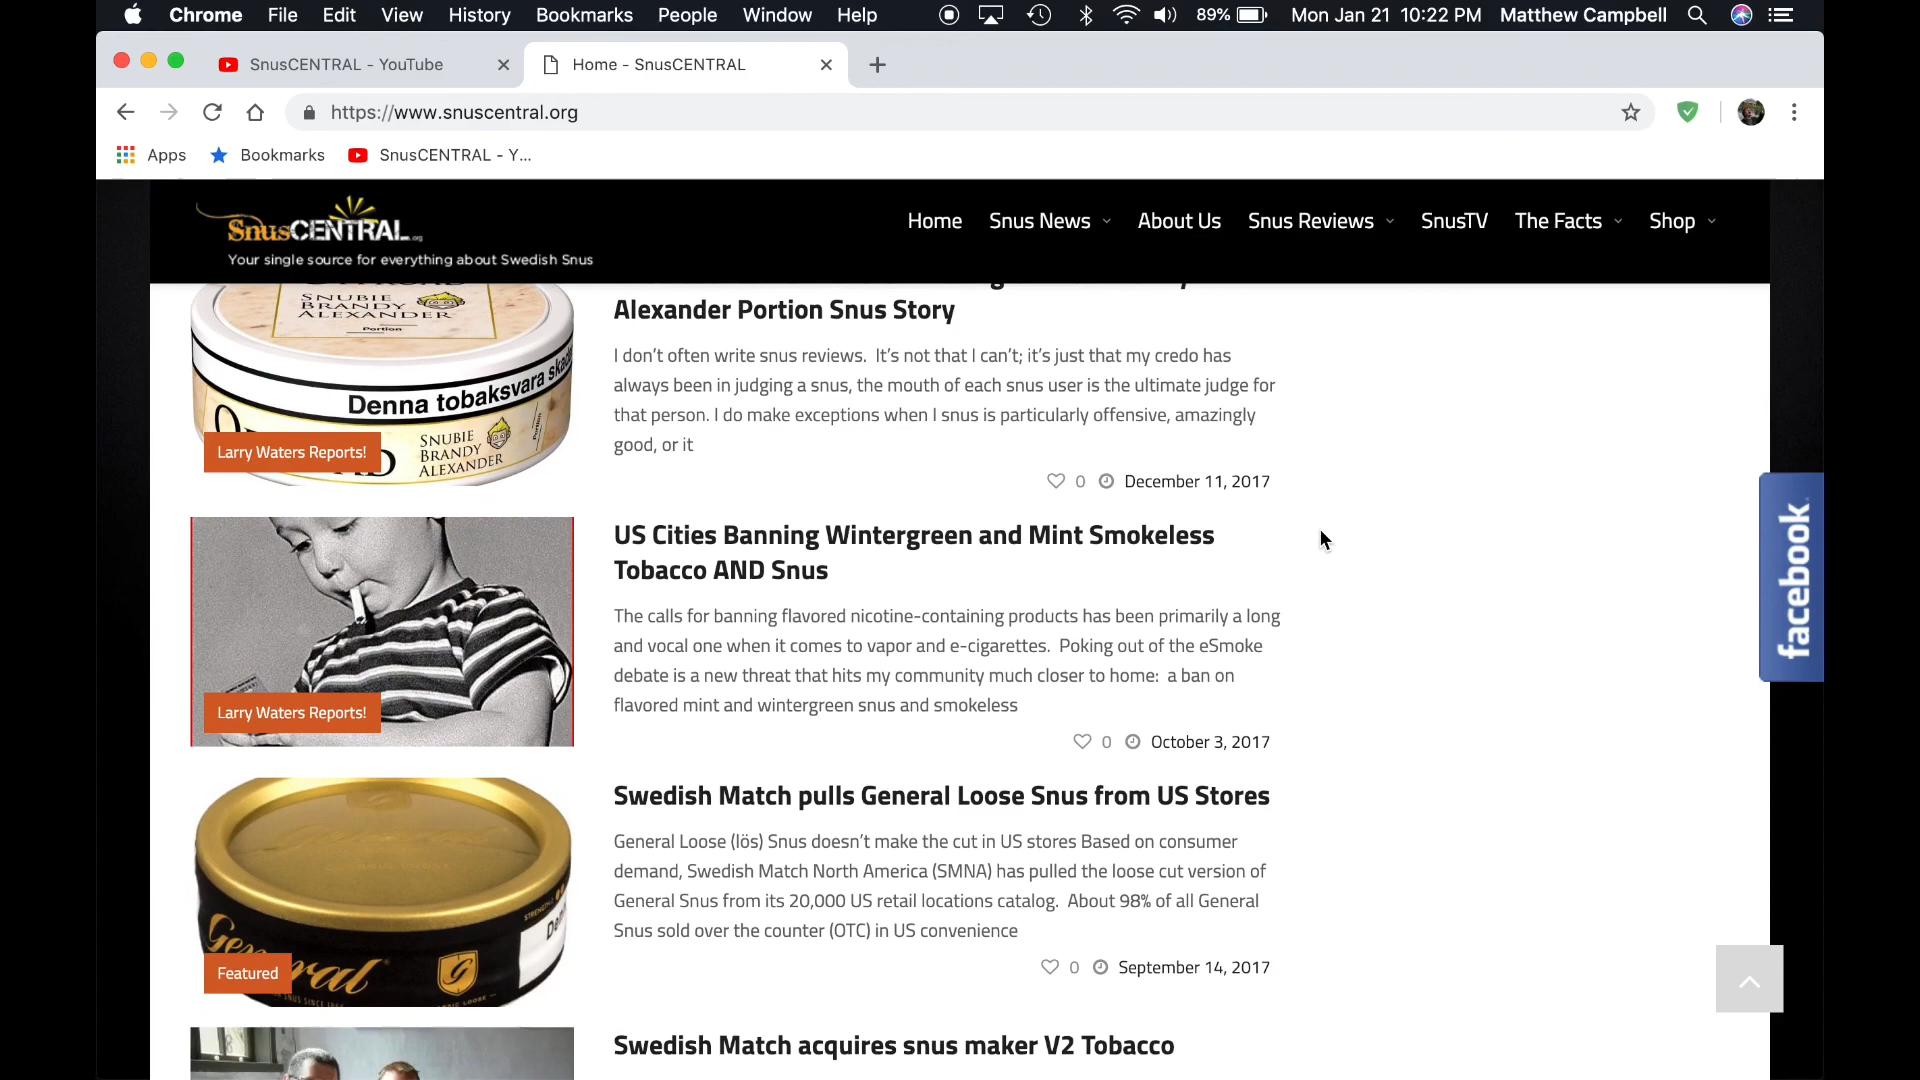 Chrome File Edit View History Bookmarks People Window Help 89% Mon Jan 21 10:22 PM Matthew Campbell
SnusCENTRAL - YouTube Home - SnusCENTRAL
https://www.snuscentral.org
Apps Bookmarks SnusCENTRAL - Y...
SnusCENTRAL.org
Your single source for everything about Swedish Snus
Home Snus News About Us Snus Reviews SnusTV The Facts Shop
SNUBIE
BRANDY
ALEXANDER
Portion
Denna tobaksvara skad
SNUBIE
BRANDY
ALEXANDER
Portion
Larry Waters Reports!
Alexander Portion Snus Story
I don't often write snus reviews.  It's not that I can't; it's just that my credo has
always been in judging a snus, the mouth of each snus user is the ultimate judge for
that person. I do make exceptions when I snus is particularly offensive, amazingly
good, or it
0 December 11, 2017
US Cities Banning Wintergreen and Mint Smokeless
Tobacco AND Snus
The calls for banning flavored nicotine-containing products has been primarily a long
and vocal one when it comes to vapor and e-cigarettes.  Poking out of the eSmoke
debate is a new threat that hits my community much closer to home:  a ban on
flavored mint and wintergreen snus and smokeless
Larry Waters Reports!
0 October 3, 2017
facebook
Swedish Match pulls General Loose Snus from US Stores
General Loose (lös) Snus doesn't make the cut in US stores Based on consumer
demand, Swedish Match North America (SMNA) has pulled the loose cut version of
General Snus from its 20,000 US retail locations catalog.  About 98% of all General
Snus sold over the counter (OTC) in US convenience
General
G
Featured
0 September 14, 2017
Swedish Match acquires snus maker V2 Tobacco